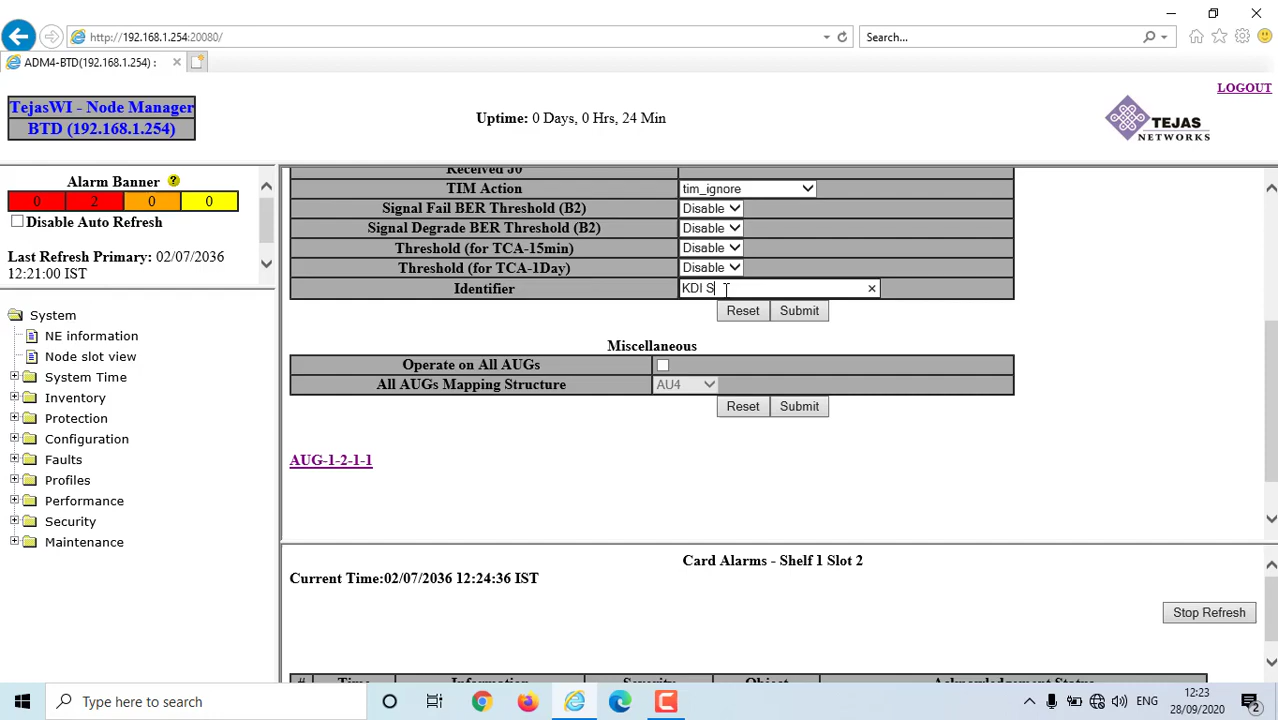 http://192.168.1.254:20080/
Search...
ADM4-BTD(192.168.1.254) :
LOGOUT
TejasWI - Node Manager
BTD (192.168.1.254)
Uptime: 0 Days, 0 Hrs, 24 Min
TEJAS
NETWORKS
Alarm Banner
0 2 0 0
Disable Auto Refresh
Last Refresh Primary: 02/07/2036
12:21:00 IST
System
NE information
Node slot view
System Time
Inventory
Protection
Configuration
Faults
Profiles
Performance
Security
Maintenance
Received J0
TIM Action tim_ignore
Signal Fail BER Threshold (B2) Disable
Signal Degrade BER Threshold (B2) Disable
Threshold (for TCA-15min) Disable
Threshold (for TCA-1Day) Disable
Identifier KDI S
Reset Submit
Miscellaneous
Operate on All AUGs
All AUGs Mapping Structure AU4
Reset Submit
AUG-1-2-1-1
Card Alarms - Shelf 1 Slot 2
Current Time:02/07/2036 12:24:36 IST
Stop Refresh
# Time Information Severity Object Acknowledgement Status
Type here to search
ENG
12:23
28/09/2020
2